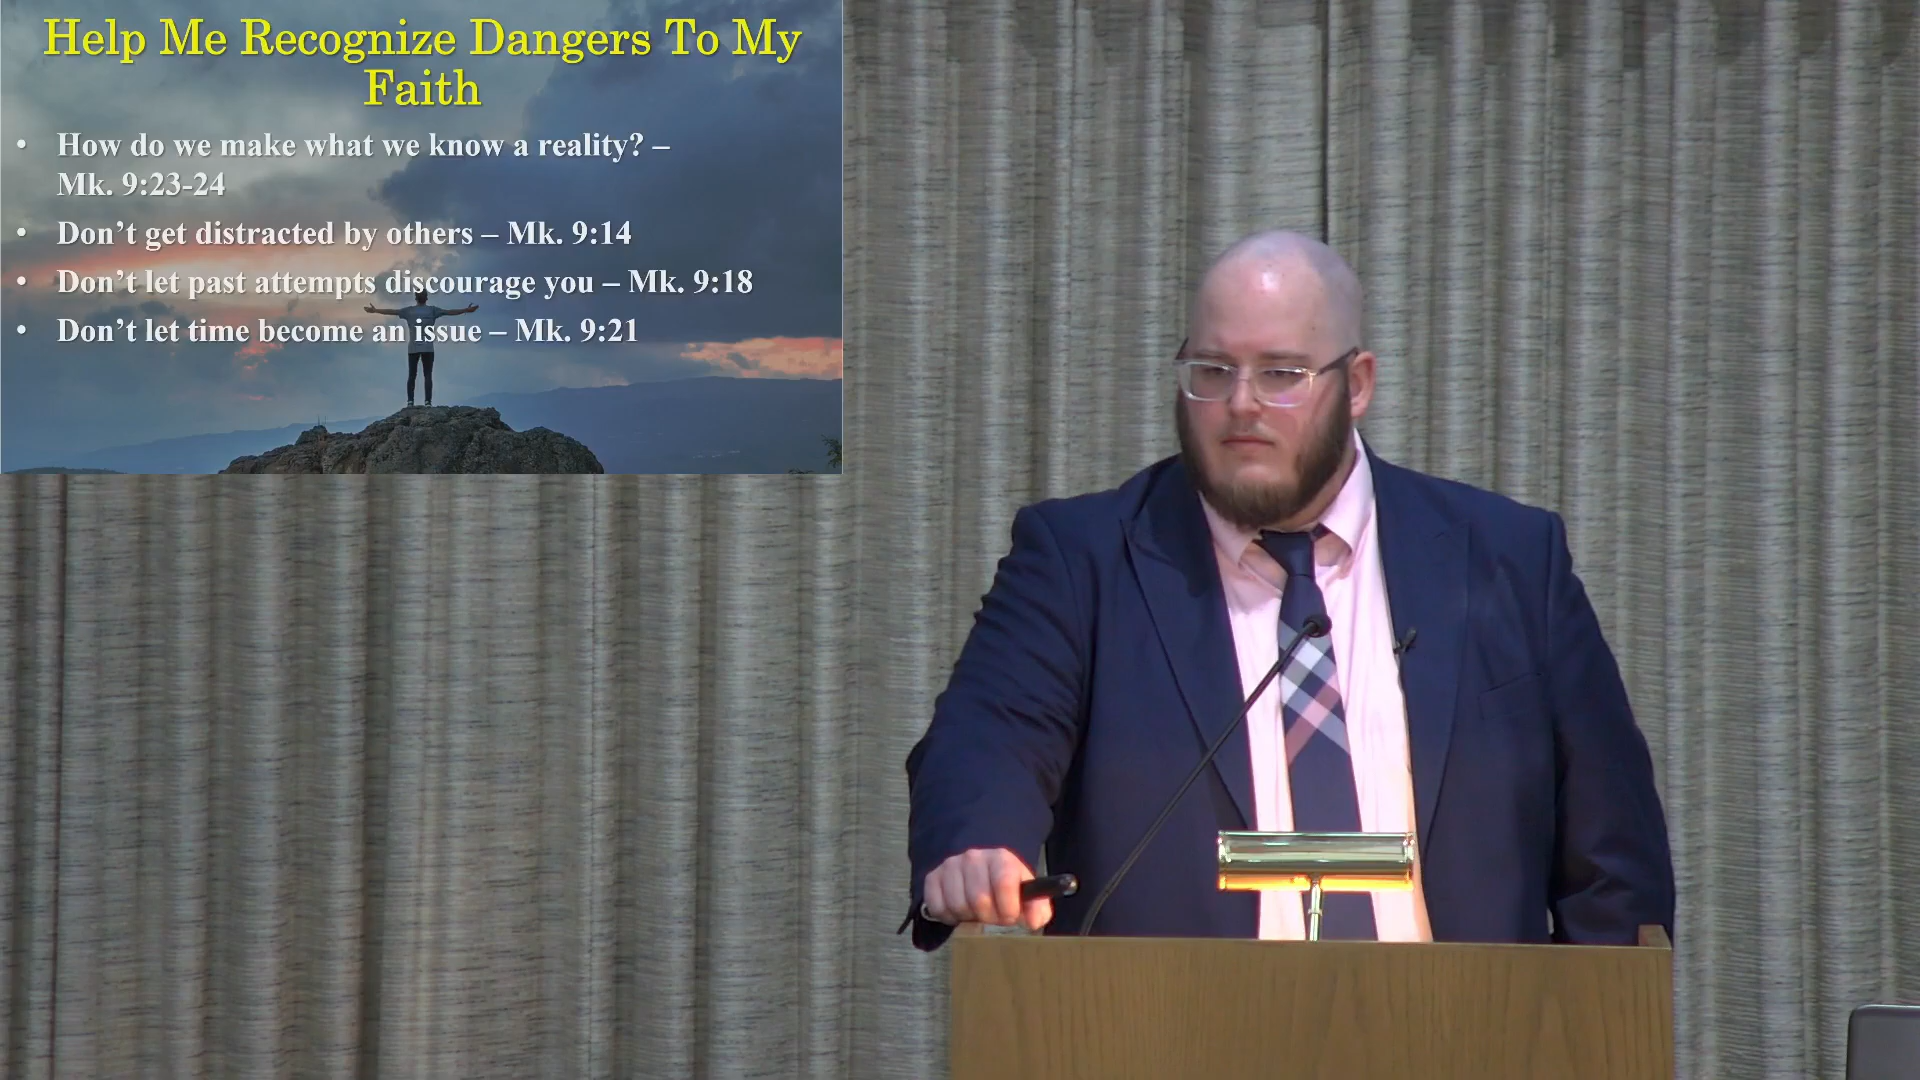 Help Me Recognize Dangers To My
Faith
• How do we make what we know a reality? –
Mk. 9:23-24
• Don’t get distracted by others – Mk. 9:14
• Don’t let past attempts discourage you – Mk. 9:18
• Don’t let time become an issue – Mk. 9:21